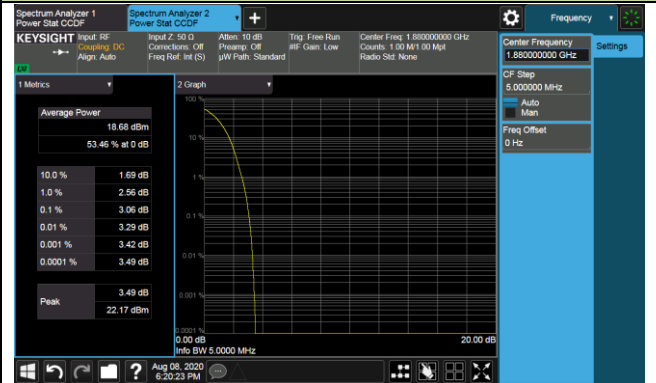 Spectrum Analyzer 1
Power Stat CCDF
Spectrum Analyzer 2
Power Stat CCDF
Frequency
KEYSIGHT
Input: RF
Coupling: DC
Align: Auto
Input Z: 50 Ω
Corrections: Off
Freq Ref: Int (S)
Atten: 10 dB
Preamp: Off
µW Path: Standard
Trig: Free Run
#IF Gain: Low
Center Freq: 1.880000000 GHz
Counts: 1.00 M/1.00 Mpt
Radio Std: None
Center Frequency
1.880000000 GHz
Settings
CF Step
5.000000 MHz
Auto
Man
Freq Offset
0 Hz
1 Metrics
Average Power
18.68 dBm
53.46 % at 0 dB
10.0 % 1.69 dB
1.0 % 2.56 dB
0.1 % 3.06 dB
0.01 % 3.29 dB
0.001 % 3.42 dB
0.0001 % 3.49 dB
Peak
3.49 dB
22.17 dBm
2 Graph
100 %
10 %
1 %
0.1 %
0.01 %
0.001 %
0.0001 %
0.00 dB
20.00 dB
Info BW 5.0000 MHz
?
Aug 08, 2020
6:20:23 PM